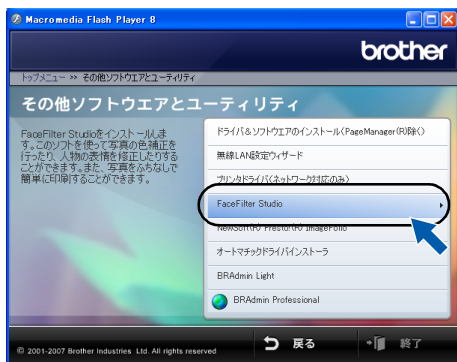 Macromedia Flash Player 8
brother
トップメニュー >> その他ソフトウエアとユーティリティ
その他ソフトウエアとユーティリティ
FaceFilter Studioをインストールしま
す。このソフトを使って写真の色補正を
行ったり、人物の表情を修正したりする
ことができます。また、写真をふちなしで
簡単に印刷することができます。
ドライバ&ソフトウエアのインストール(PageManager(R)除く)
無線LAN設定ウィザード
プリンタドライバ(ネットワーク対応のみ)
FaceFilter Studio
NewSoft(R) Presto!(R) ImageFolio
オートマチックドライバインストーラ
BRAdmin Light
BRAdmin Professional
© 2001-2007 Brother Industries Ltd. All rights reserved
戻る
終了